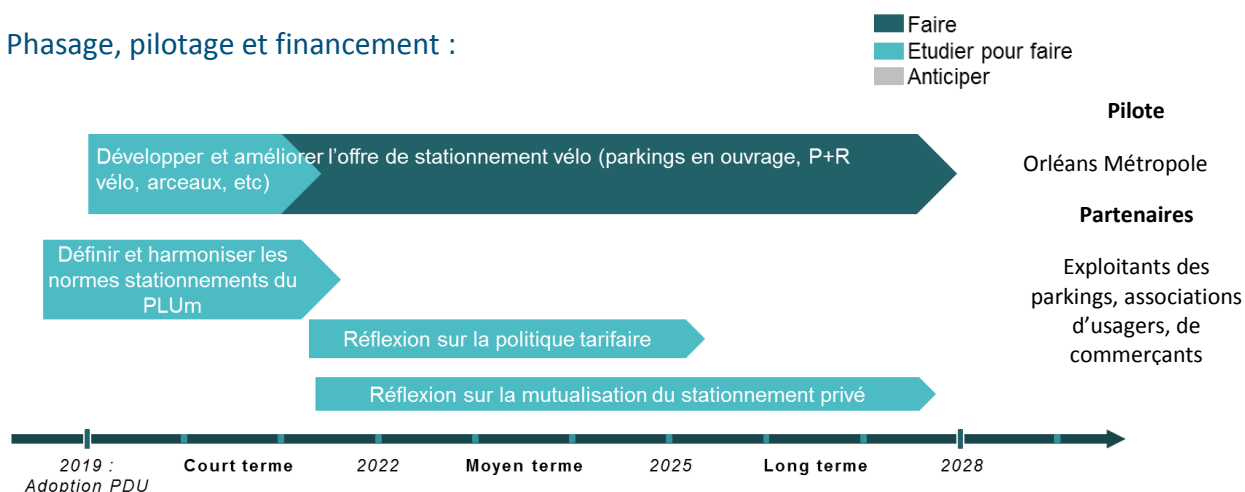 Phasage, pilotage et financement :
Faire
Etudier pour faire
Anticiper
Pilote
Orléans Métropole
Partenaires
Exploitants des
parkings, associations
d’usagers, de
commerçants
Développer et améliorer l’offre de stationnement vélo (parkings en ouvrage, P+R
vélo, arceaux, etc)
Définir et harmoniser les
normes stationnements du
PLUm
Réflexion sur la politique tarifaire
Réflexion sur la mutualisation du stationnement privé
2019 :
Adoption PDU
Court terme
2022
Moyen terme
2025
Long terme
2028